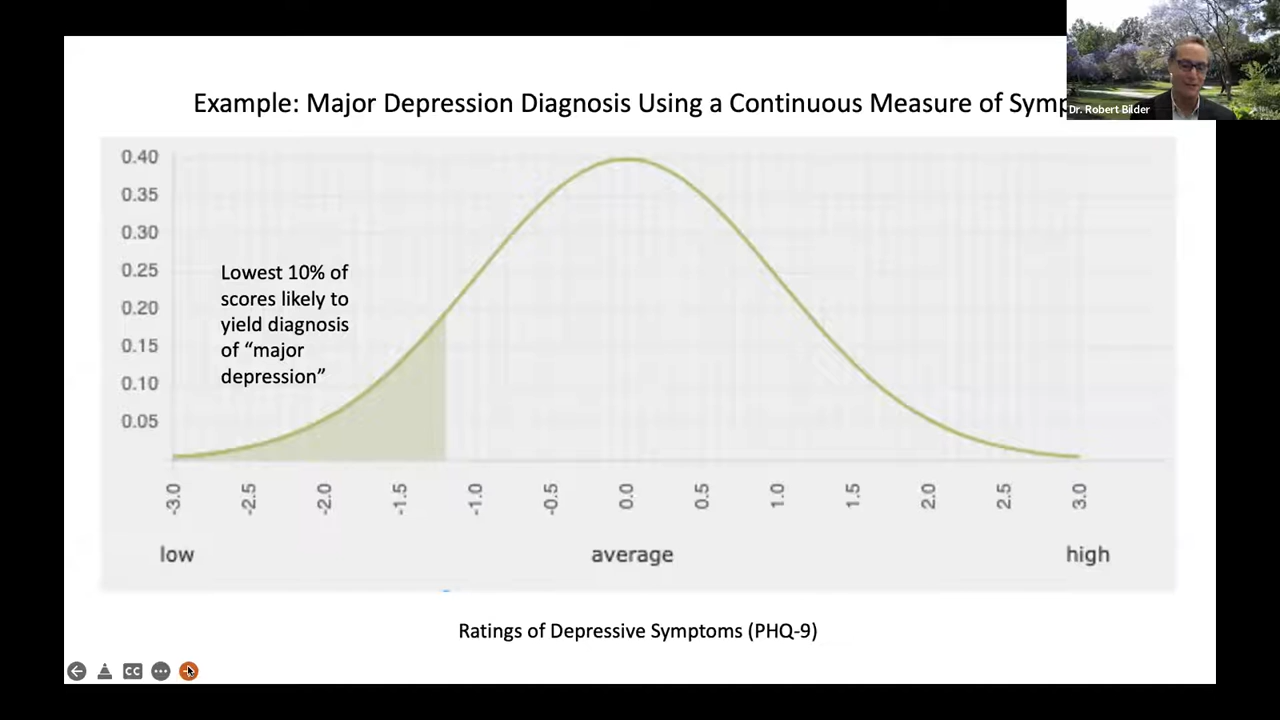 Example: Major Depression Diagnosis Using a Continuous Measure of Symp
Dr. Robert Bilder
0.40
0.35
0.30
0.25
0.20
0.15
0.10
0.05
Lowest 10% of
scores likely to
yield diagnosis
of “major
depression”
-3.0 -2.5 -2.0 -1.5 -1.0 -0.5 0.0 0.5 1.0 1.5 2.0 2.5 3.0
low average high
Ratings of Depressive Symptoms (PHQ-9)
CC